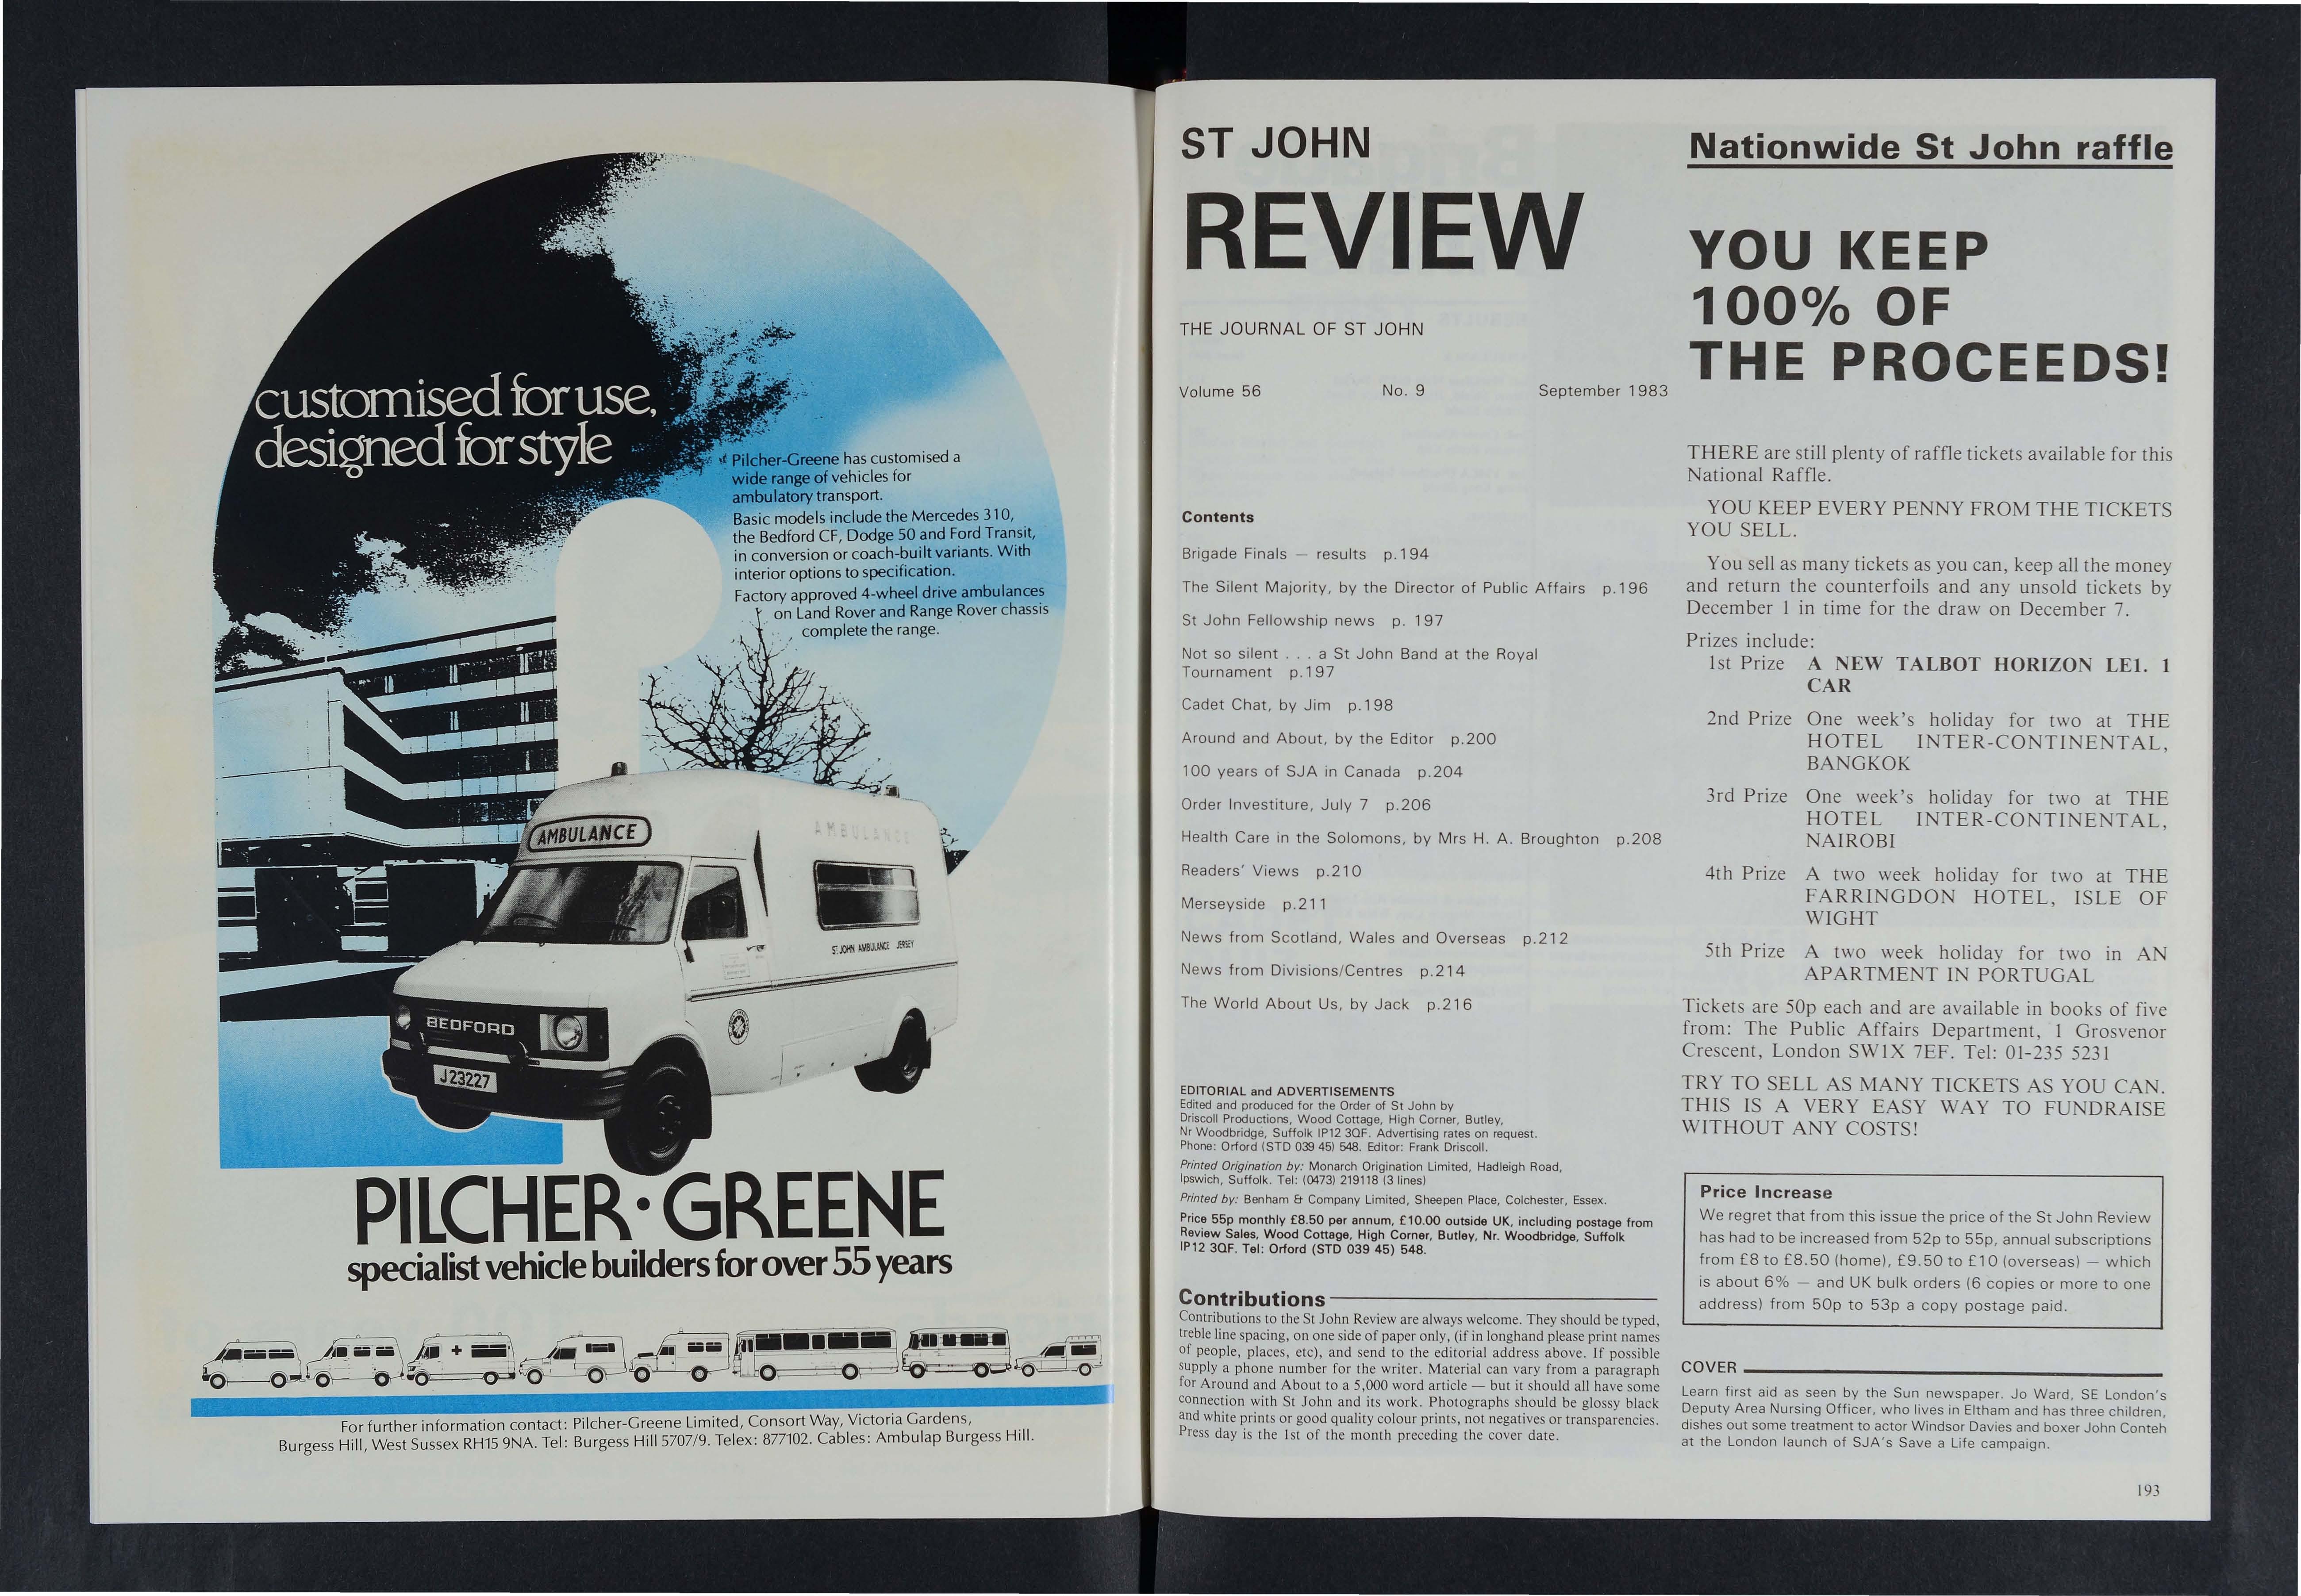 customised for use,
designed for style
Pilcher-Greene has customised a
wide range of vehicles for
ambulatory transport.
Basic models include the Mercedes 310,
the Bedford CF, Dodge 50 and Ford Transit,
in conversion or coach-built variants. With
interior options to specification.
Factory approved 4-wheel drive ambulances
on Land Rover and Range Rover chassis
complete the range.
AMBULANCE
AMBULANCE
ST. JOHN AMBULANCE JERSEY
BEDFORD
J23227
PILCHER·GREENE
specialist vehicle builders for over 55 years
For further information contact: Pilcher-Greene Limited, Consort Way, Victoria Gardens,
Burgess Hill, West Sussex RH15 9NA. Tel: Burgess Hill 5707/9. Telex: 877102. Cables: Ambulap Burgess Hill.
ST JOHN
REVIEW
THE JOURNAL OF ST JOHN
Volume 56 No. 9 September 1983
Contents
Brigade Finals — results p.194
The Silent Majority, by the Director of Public Affairs p.196
St John Fellowship news p. 197
Not so silent . . . a St John Band at the Royal
Tournament p.197
Cadet Chat, by Jim p.198
Around and About, by the Editor p.200
100 years of SJA in Canada p.204
Order Investiture, July 7 p.206
Health Care in the Solomons, by Mrs H. A. Broughton p.208
Readers' Views p.210
Merseyside p.211
News from Scotland, Wales and Overseas p.212
News from Divisions/Centres p.214
The World About Us, by Jack p.216
EDITORIAL and ADVERTISEMENTS
Edited and produced for the Order of St John by
Driscoll Productions, Wood Cottage, High Corner, Butley,
Nr Woodbridge, Suffolk IP12 3QF. Advertising rates on request.
Phone: Orford (STD 039 45) 548. Editor: Frank Driscoll.
Printed Origination by: Monarch Origination Limited, Hadleigh Road,
Ipswich, Suffolk. Tel: (0473) 219118 (3 lines)
Printed by: Benham & Company Limited, Sheepen Place, Colchester, Essex.
Price 55p monthly £8.50 per annum, £10.00 outside UK, including postage from
Review Sales, Wood Cottage, High Corner, Butley, Nr. Woodbridge, Suffolk
IP12 3QF. Tel: Orford (STD 039 45) 548.
Contributions
Contributions to the St John Review are always welcome. They should be typed,
treble line spacing, on one side of paper only, (if in longhand please print names
of people, places, etc), and send to the editorial address above. If possible
supply a phone number for the writer. Material can vary from a paragraph
for Around and About to a 5,000 word article — but it should all have some
connection with St John and its work. Photographs should be glossy black
and white prints or good quality colour prints, not negatives or transparencies.
Press day is the 1st of the month preceding the cover date.
Nationwide St John raffle
YOU KEEP
100% OF
THE PROCEEDS!
THERE are still plenty of raffle tickets available for this
National Raffle.
YOU KEEP EVERY PENNY FROM THE TICKETS
YOU SELL.
You sell as many tickets as you can, keep all the money
and return the counterfoils and any unsold tickets by
December 1 in time for the draw on December 7.
Prizes include:
1st Prize A NEW TALBOT HORIZON LE1. 1
CAR
2nd Prize One week's holiday for two at THE
HOTEL INTER-CONTINENTAL,
BANGKOK
3rd Prize One week's holiday for two at THE
HOTEL INTER-CONTINENTAL,
NAIROBI
4th Prize A two week holiday for two at THE
FARRINGDON HOTEL, ISLE OF
WIGHT
5th Prize A two week holiday for two in AN
APARTMENT IN PORTUGAL
Tickets are 50p each and are available in books of five
from: The Public Affairs Department, 1 Grosvenor
Crescent, London SW1X 7EF. Tel: 01-235 5231
TRY TO SELL AS MANY TICKETS AS YOU CAN.
THIS IS A VERY EASY WAY TO FUNDRAISE
WITHOUT ANY COSTS!
Price Increase
We regret that from this issue the price of the St John Review
has had to be increased from 52p to 55p, annual subscriptions
from £8 to £8.50 (home), £9.50 to £10 (overseas) — which
is about 6% — and UK bulk orders (6 copies or more to one
address) from 50p to 53p a copy postage paid.
COVER
Learn first aid as seen by the Sun newspaper. Jo Ward, SE London's
Deputy Area Nursing Officer, who lives in Eltham and has three children,
dishes out some treatment to actor Windsor Davies and boxer John Conteh
at the London launch of SJA's Save a Life campaign.
193